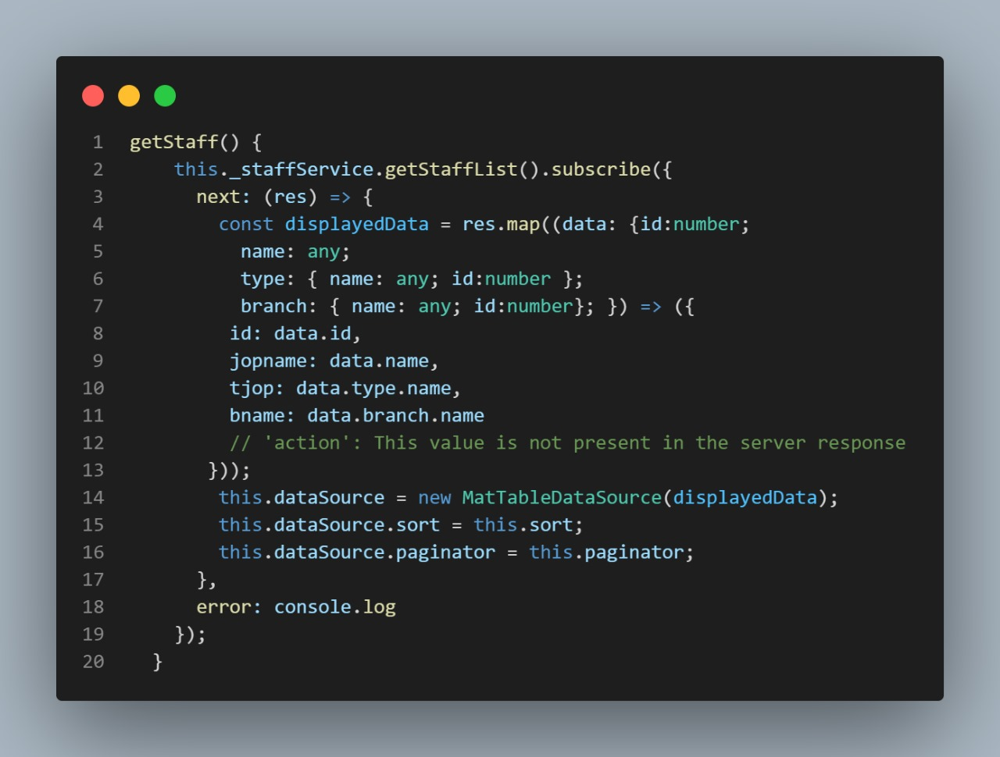 1 getStaff() {
2 this._staffService.getStaffList().subscribe({
3 next: (res) => {
4 const displayedData = res.map((data: {id:number;
5 name: any;
6 type: { name: any; id:number };
7 branch: { name: any; id:number}; }) => ({
8 id: data.id,
9 jopname: data.name,
10 tjop: data.type.name,
11 bname: data.branch.name
12 // 'action': This value is not present in the server response
13 }));
14 this.dataSource = new MatTableDataSource(displayedData);
15 this.dataSource.sort = this.sort;
16 this.dataSource.paginator = this.paginator;
17 },
18 error: console.log
19 });
20 }